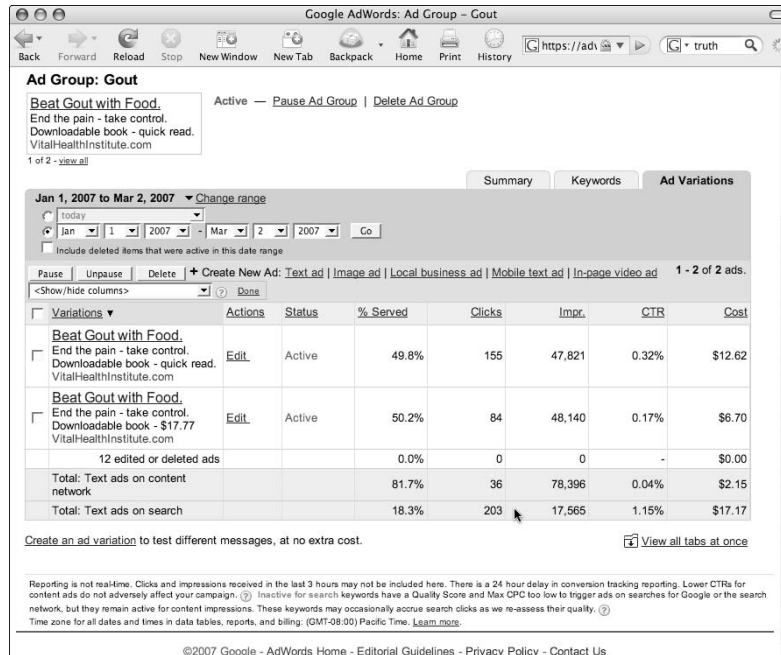 Google AdWords: Ad Group – Gout
Back Forward Reload Stop New Window New Tab Backpack Home Print History https://adv G truth
Ad Group: Gout
Beat Gout with Food.
End the pain - take control.
Downloadable book - quick read.
VitalHealthInstitute.com
Active — Pause Ad Group | Delete Ad Group
1 of 2 - view all
Summary Keywords Ad Variations
Jan 1, 2007 to Mar 2, 2007 ▼ Change range
today
Jan 1 2007 - Mar 2 2007 Go
Include deleted items that were active in this date range
Pause Unpause Delete + Create New Ad: Text ad | Image ad | Local business ad | Mobile text ad | In-page video ad 1 - 2 of 2 ads.
<Show/hide columns> ? Done
Variations ▼ Actions Status % Served Clicks Impr. CTR Cost
Beat Gout with Food.
End the pain - take control.
Downloadable book - quick read.
VitalHealthInstitute.com
Edit Active 49.8% 155 47,821 0.32% $12.62
Beat Gout with Food.
End the pain - take control.
Downloadable book - $17.77
VitalHealthInstitute.com
Edit Active 50.2% 84 48,140 0.17% $6.70
12 edited or deleted ads 0.0% 0 0 - $0.00
Total: Text ads on content
network
81.7% 36 78,396 0.04% $2.15
Total: Text ads on search 18.3% 203 17,565 1.15% $17.17
Create an ad variation to test different messages, at no extra cost. View all tabs at once
Reporting is not real-time. Clicks and impressions received in the last 3 hours may not be included here. There is a 24 hour delay in conversion tracking reporting. Lower CTRs for
content ads do not adversely affect your campaign. ? Inactive for search keywords have a Quality Score and Max CPC too low to trigger ads on searches for Google or the search
network, but they remain active for content impressions. These keywords may occasionally accrue search clicks as we re-assess their quality. ?
Time zone for all dates and times in data tables, reports, and billing: (GMT-08:00) Pacific Time. Learn more.
©2007 Google - AdWords Home - Editorial Guidelines - Privacy Policy - Contact Us